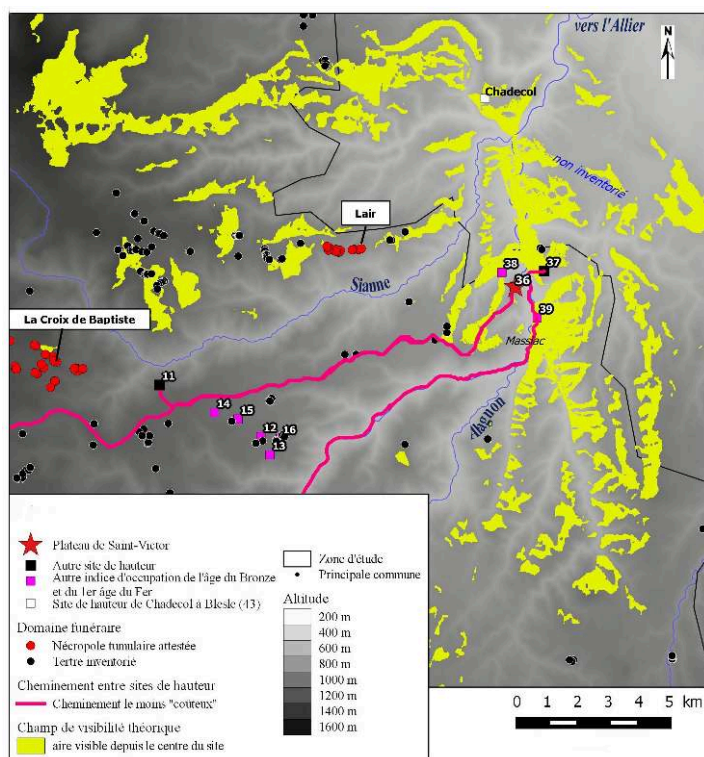 vers l'Allier
N
Chadecol
non inventorié
Lair
38
37
36
Sianne
39
La Croix de Baptiste
Massiac
11
14
15
Alagnon
12
16
13
Plateau de Saint-Victor
Autre site de hauteur
Autre indice d'occupation de l'âge du Bronze
et du 1er âge du Fer
Site de hauteur de Chadecol à Blesle (43)
Domaine funéraire
Nécropole tumulaire attestée
Tertre inventorié
Cheminement entre sites de hauteur
Cheminement le moins "coûteux"
Champ de visibilité théorique
aire visible depuis le centre du site
Zone d'étude
Principale commune
Altitude
200 m
400 m
600 m
800 m
1000 m
1200 m
1400 m
1600 m
0 1 2 3 4 5 km